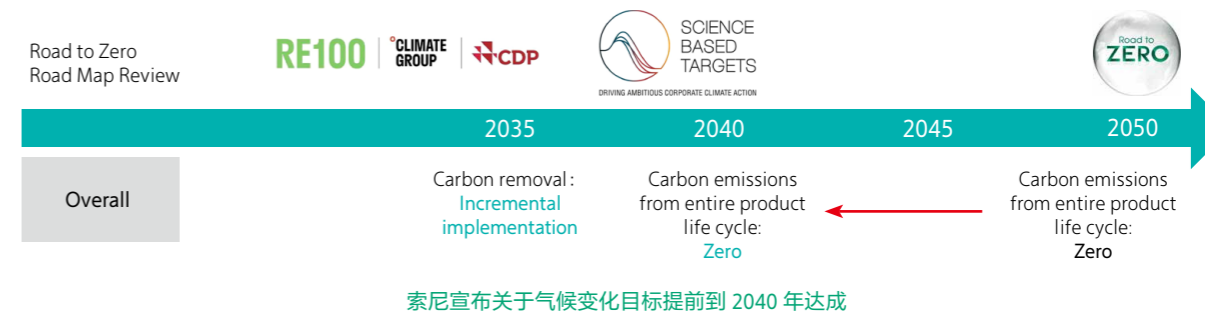 Road to Zero
Road Map Review
RE100
°CLIMATE
GROUP
CDP
SCIENCE
BASED
TARGETS
DRIVING AMBITIOUS CORPORATE CLIMATE ACTION
Road to
ZERO
2035
2040
2045
2050
Overall
Carbon removal :
Incremental
implementation
Carbon emissions
from entire product
life cycle:
Zero
Carbon emissions
from entire product
life cycle:
Zero
索尼宣布关于气候变化目标提前到 2040 年达成